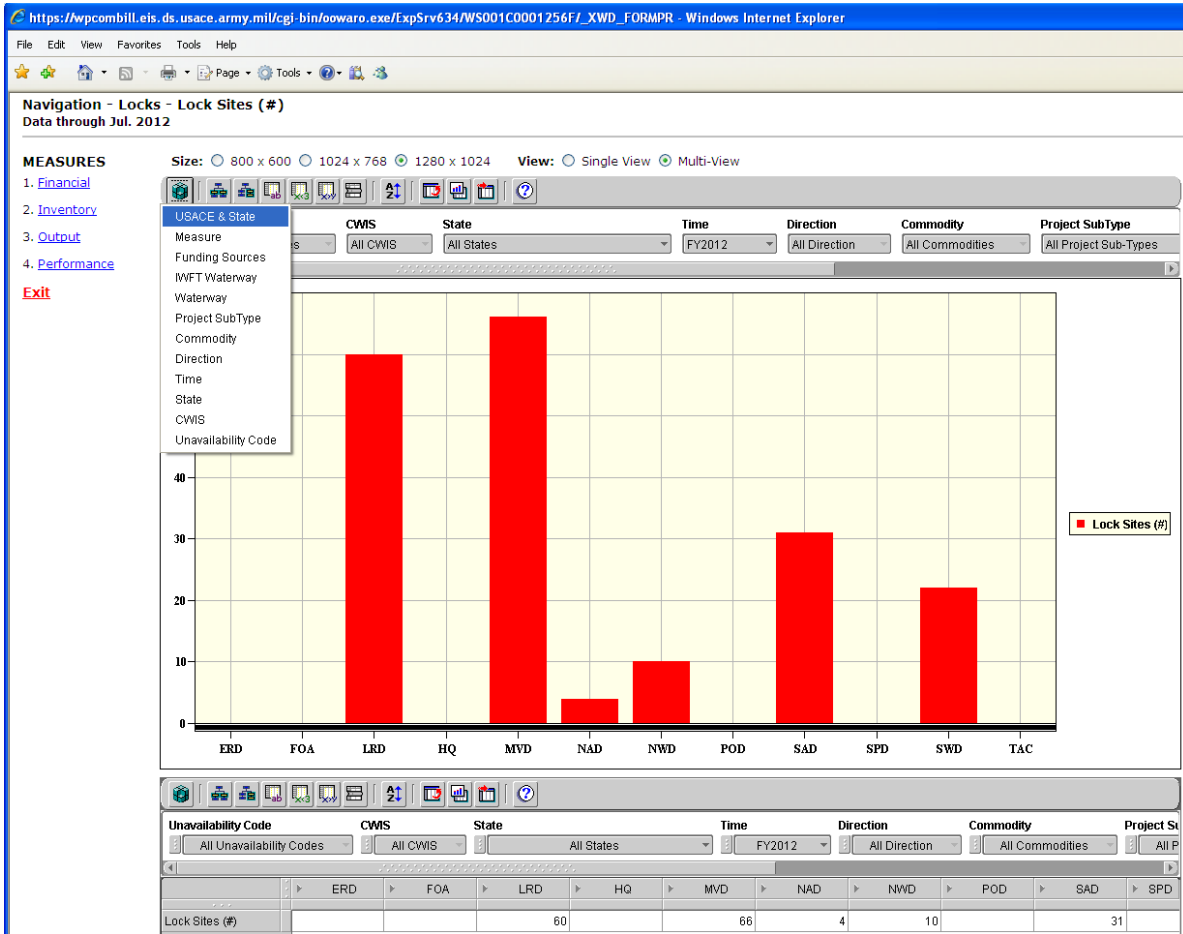 https://wpcombill.eis.ds.usace.army.mil/cgi-bin/oowaro.exe/ExpSrv634/WS001C0001256F/_XWD_FORMPR - Windows Internet Explorer
File Edit View Favorites Tools Help
Page Tools
Navigation - Locks - Lock Sites (#)
Data through Jul. 2012
MEASURES
1. Financial
2. Inventory
3. Output
4. Performance
Exit
Size: 800 x 600 1024 x 768 1280 x 1024 View: Single View Multi-View
USACE & State
Measure
Funding Sources
IWFT Waterway
Waterway
Project SubType
Commodity
Direction
Time
State
CWIS
Unavailability Code
CWIS State Time Direction Commodity Project SubType
All CWIS All States FY2012 All Direction All Commodities All Project Sub-Types
40
30
20
10
0
ERD FOA LRD HQ MVD NAD NWD POD SAD SPD SWD TAC
Lock Sites (#)
Unavailability Code CWIS State Time Direction Commodity Project Su
All Unavailability Codes All CWIS All States FY2012 All Direction All Commodities All P
ERD FOA LRD HQ MVD NAD NWD POD SAD SPD
Lock Sites (#) 60 66 4 10 31